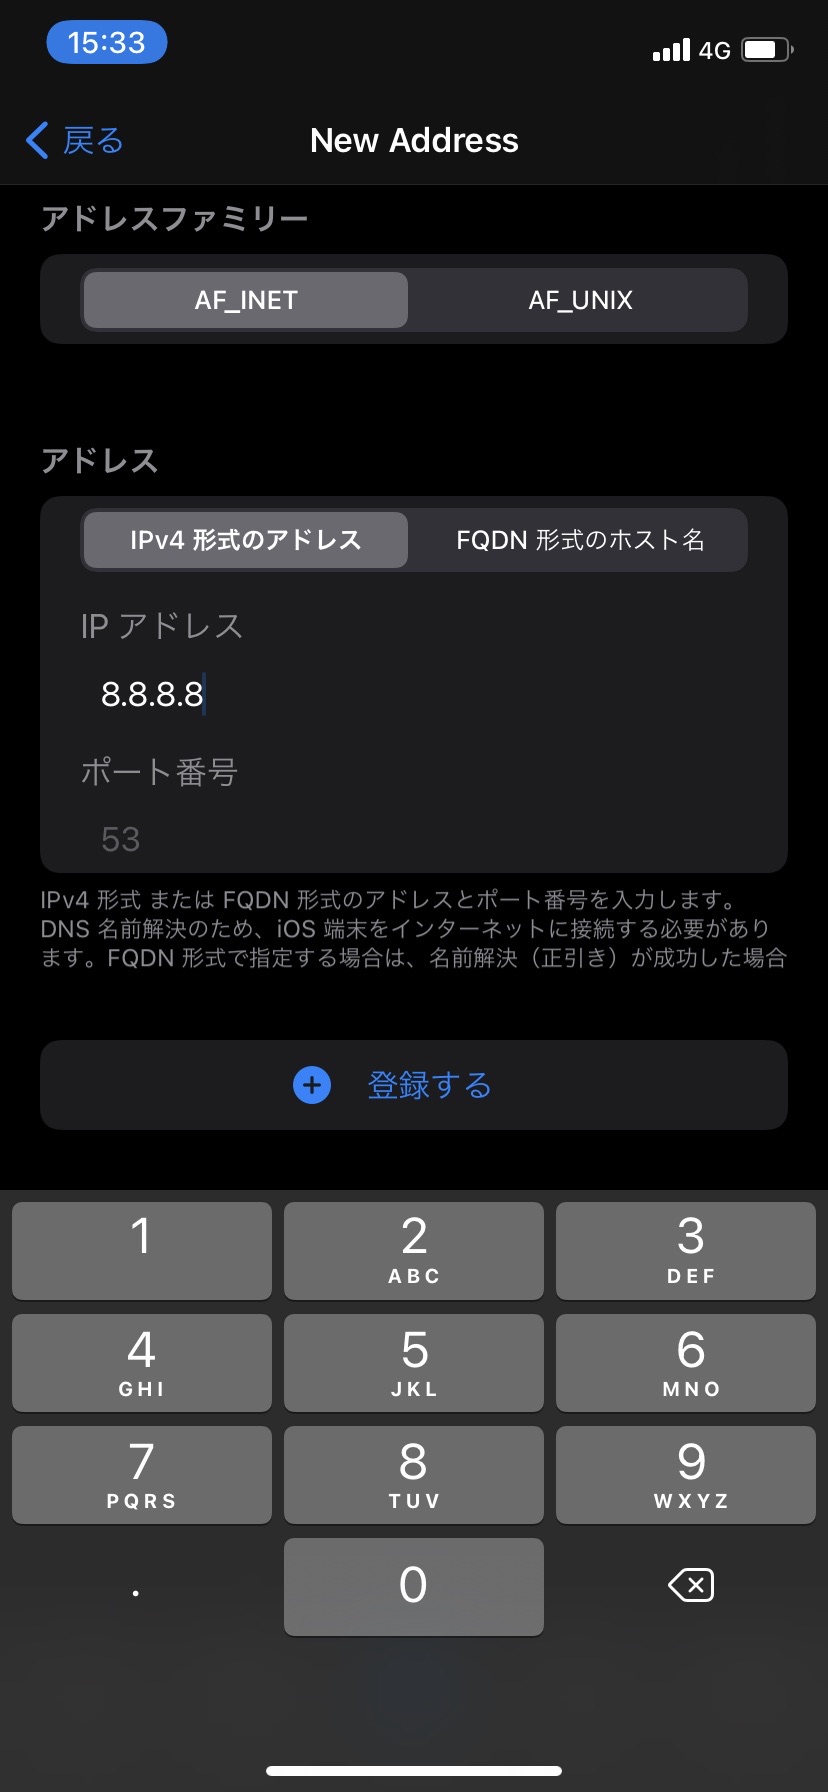 15:33
4G
戻る
New Address
アドレスファミリー
AF_INET
AF_UNIX
アドレス
IPv4 形式のアドレス
FQDN 形式のホスト名
IP アドレス
8.8.8.8
ポート番号
53
IPv4 形式 または FQDN 形式のアドレスとポート番号を入力します。
DNS 名前解決のため、iOS 端末をインターネットに接続する必要があり
ます。FQDN 形式で指定する場合は、名前解決（正引き）が成功した場合
登録する
1
2
ABC
3
DEF
4
GHI
5
JKL
6
MNO
7
PQRS
8
TUV
9
WXYZ
.
0